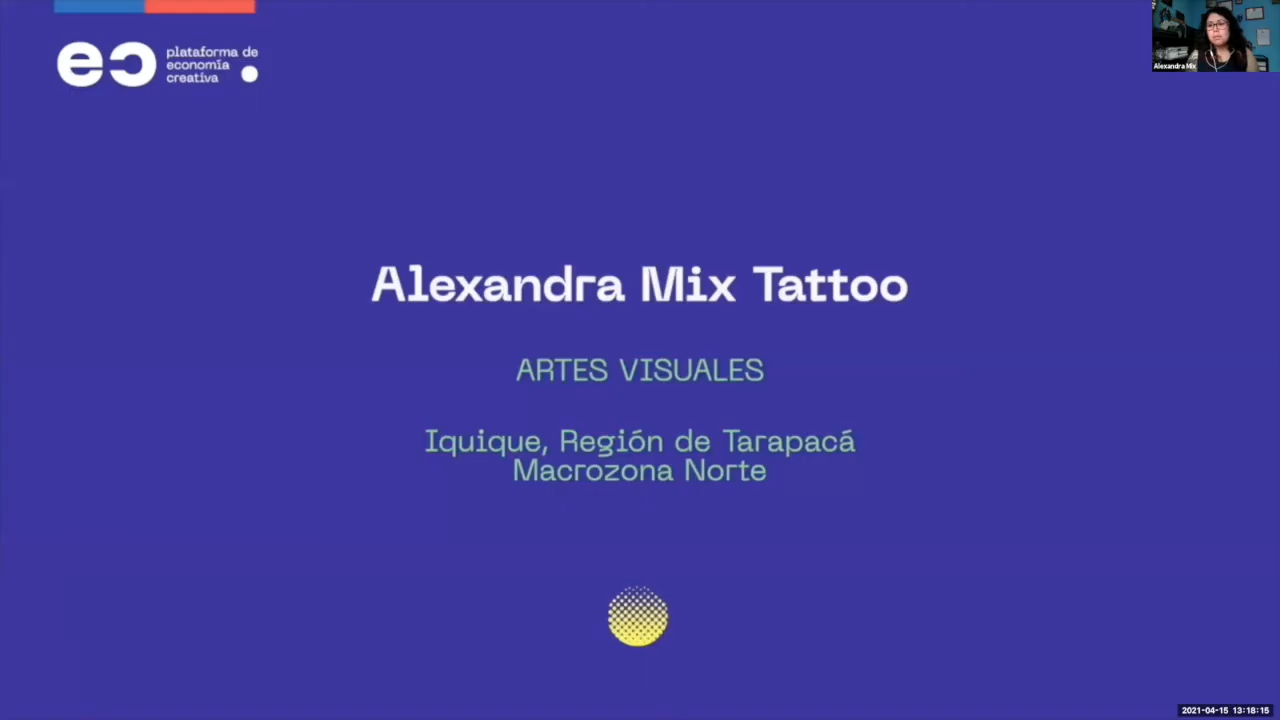 plataforma de
economía
creativa
Alexandra Mix
Alexandra Mix Tattoo
ARTES VISUALES
Iquique, Región de Tarapacá
Macrozona Norte
2021-04-15 13:18:15